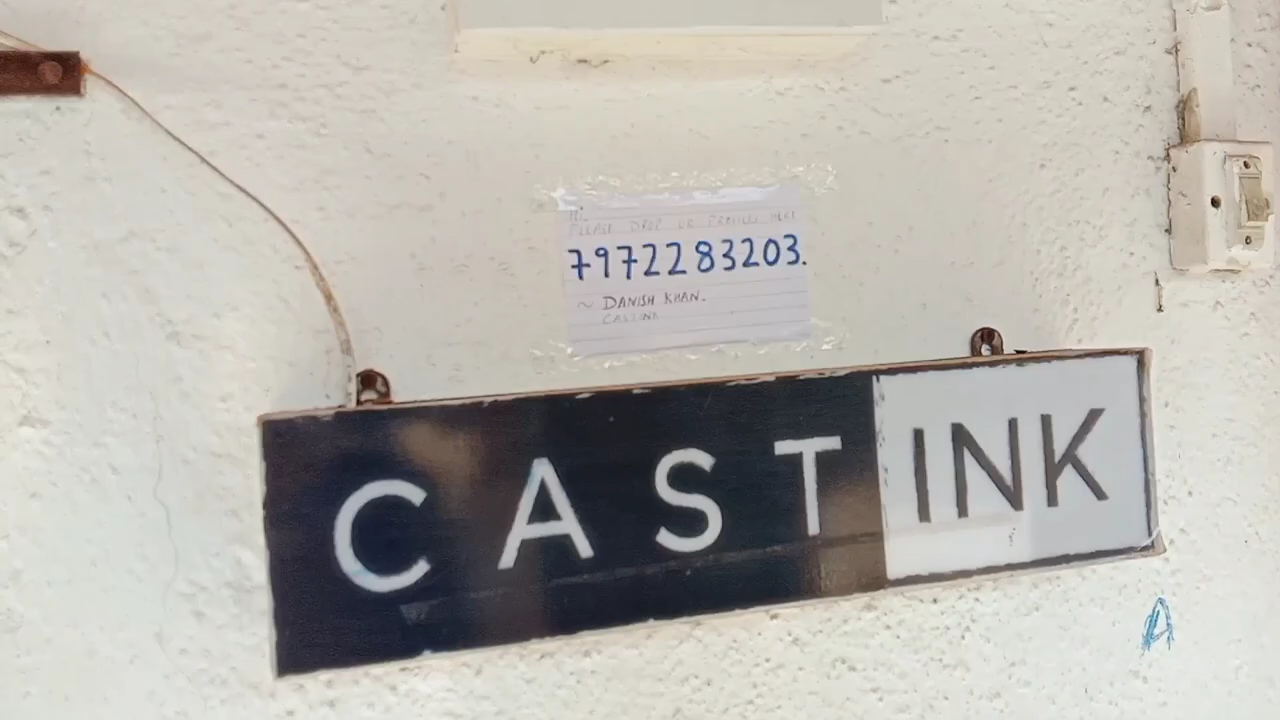 HI,
PLEASE DROP UR PROFILES HERE
7972283203.
~ DANISH KHAN.
CASTINK
CAST INK
A